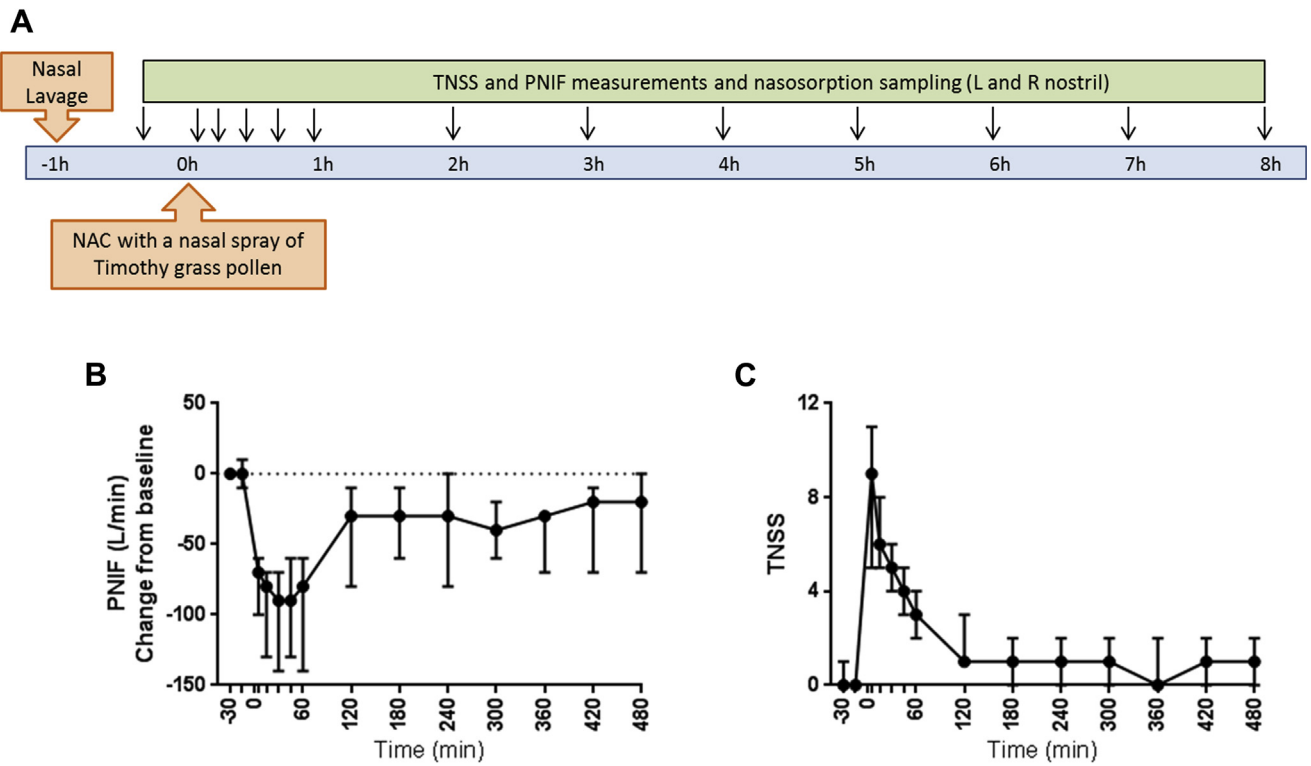 A
Nasal
Lavage
TNSS and PNIF measurements and nasosorption sampling (L and R nostril)
-1h 0h 1h 2h 3h 4h 5h 6h 7h 8h
NAC with a nasal spray of
Timothy grass pollen
B
PNIF (L/min)
Change from baseline
50
0
-50
-100
-150
-30 0 60 120 180 240 300 360 420 480
Time (min)
C
TNSS
12
8
4
0
-30 0 60 120 180 240 300 360 420 480
Time (min)